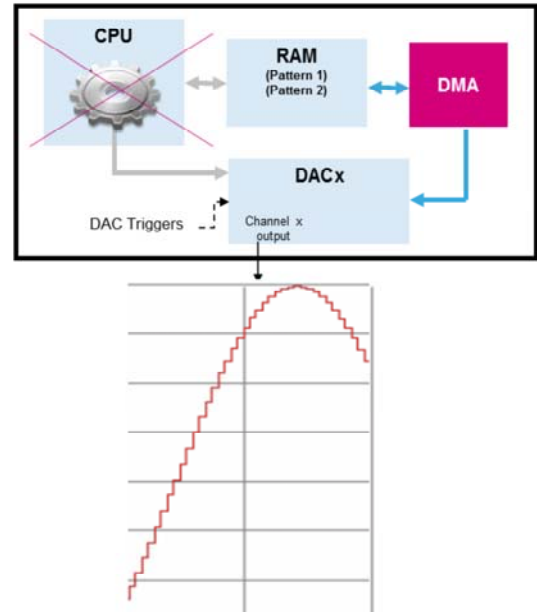 CPU
RAM
(Pattern 1)
(Pattern 2)
DMA
DACx
DAC Triggers
Channel x
output